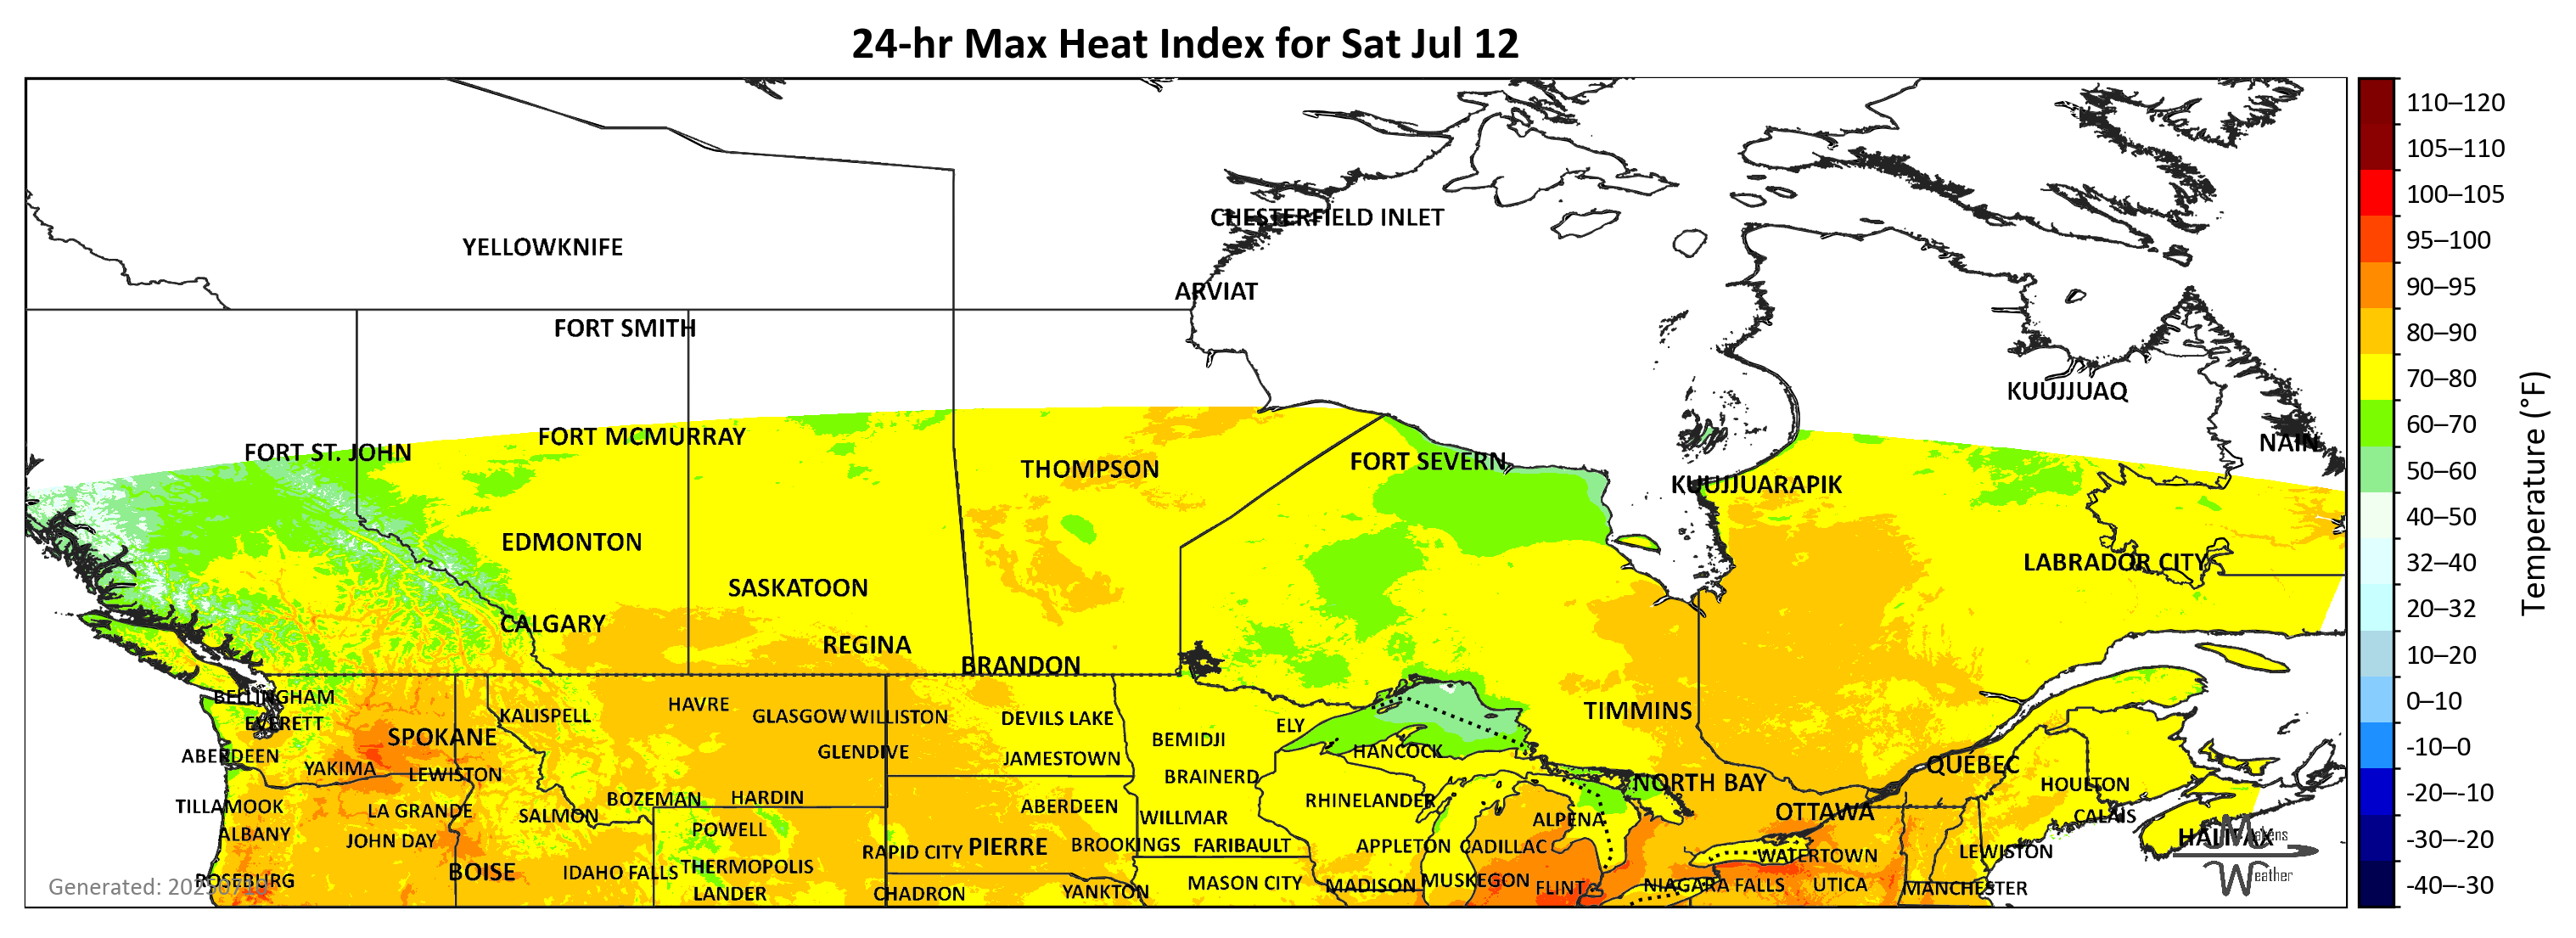 24-hr Max Heat Index for Sat Jul 12
110–120
105–110
CHESTERFIELD INLET
100–105
YELLOWKNIFE
95–100
ARVIAT
90–95
FORT SMITH
80–90
KUUJJUAQ
70–80
FORT MCMURRAY
60–70
NAIN
FORT ST. JOHN
THOMPSON
FORT SEVERN
50–60
KUUJJUARAPIK
40–50
Temperature (°F)
EDMONTON
32–40
LABRADOR CITY
SASKATOON
20–32
CALGARY
REGINA
10–20
BRANDON
BELLINGHAM
HAVRE
0–10
KALISPELL
GLASGOW
WILLISTON
DEVILS LAKE
TIMMINS
EVERETT
ELY
SPOKANE
BEMIDJI
-10–0
ABERDEEN
GLENDIVE
JAMESTOWN
HANCOCK
YAKIMA
LEWISTON
BRAINERD
QUÉBEC
NORTH BAY
HOULTON
-20–-10
TILLAMOOK
LA GRANDE
BOZEMAN
HARDIN
ABERDEEN
RHINELANDER
SALMON
WILLMAR
ALPENA
OTTAWA
CALAIS
ALBANY
JOHN DAY
POWELL
HALIFAX
Makens
-30–-20
RAPID CITY
PIERRE
BROOKINGS
FARIBAULT
APPLETON
CADILLAC
WATERTOWN
LEWISTON
BOISE
IDAHO FALLS
THERMOPOLIS
Weather
ROSEBURG
MASON CITY
MADISON
MUSKEGON
FLINT
NIAGARA FALLS
UTICA
MANCHESTER
-40–-30
LANDER
CHADRON
YANKTON
Generated: